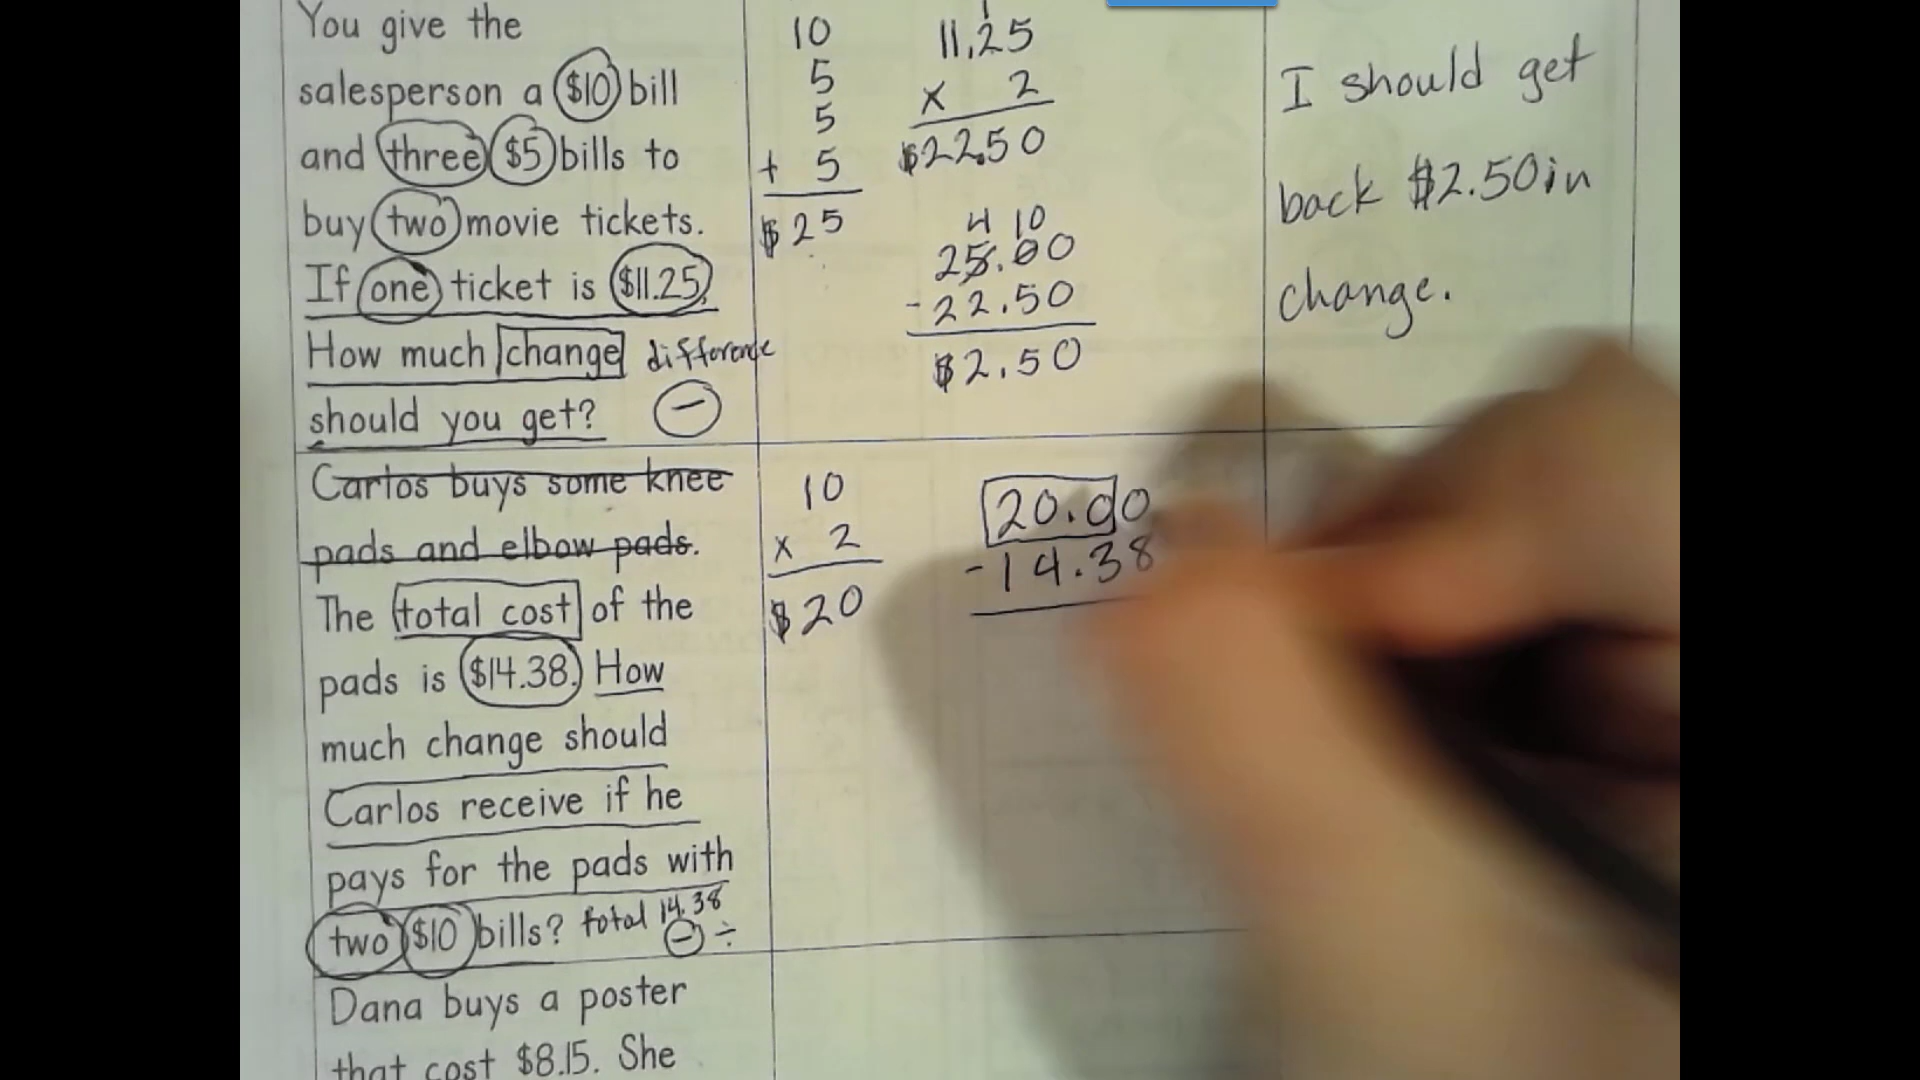 You give the
salesperson a $10 bill
and three $5 bills to
buy two movie tickets.
If one ticket is $11.25.
How much change difference
should you get? −
10
5
5
+ 5
$25
1
11.25
x 2
$22.50
4 10
25.00
-22.50
$2.50
I should get
back $2.50 in
change.
Carlos buys some knee
pads and elbow pads.
The total cost of the
pads is $14.38. How
much change should
Carlos receive if he
pays for the pads with
two $10 bills? total 14.38
− ÷
10
x 2
$20
20.00
-14.38
Dana buys a poster
that cost $8.15. She